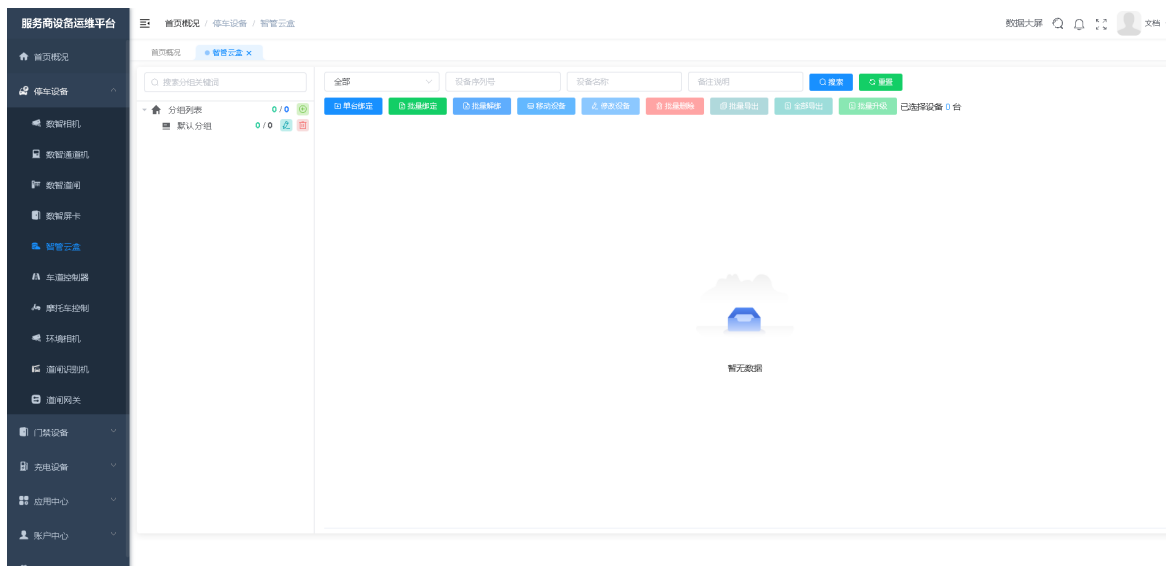 服务商设备运维平台
首页概况 / 停车设备 / 智管云盒
数据大屏
文档
首页概况
智管云盒 ×
首页概况
停车设备
数智相机
数智通道机
数智道闸
数智屏卡
智管云盒
车道控制器
摩托车控制
环境相机
道闸识别机
道闸网关
门禁设备
充电设备
应用中心
账户中心
搜索分组关键词
分组列表 0 / 0
默认分组 0 / 0
全部 设备序列号 设备名称 备注说明 搜索 重置
单台绑定 批量绑定 批量解绑 移动设备 修改设备 批量删除 批量导出 全部导出 批量升级 已选择设备 0 台
暂无数据